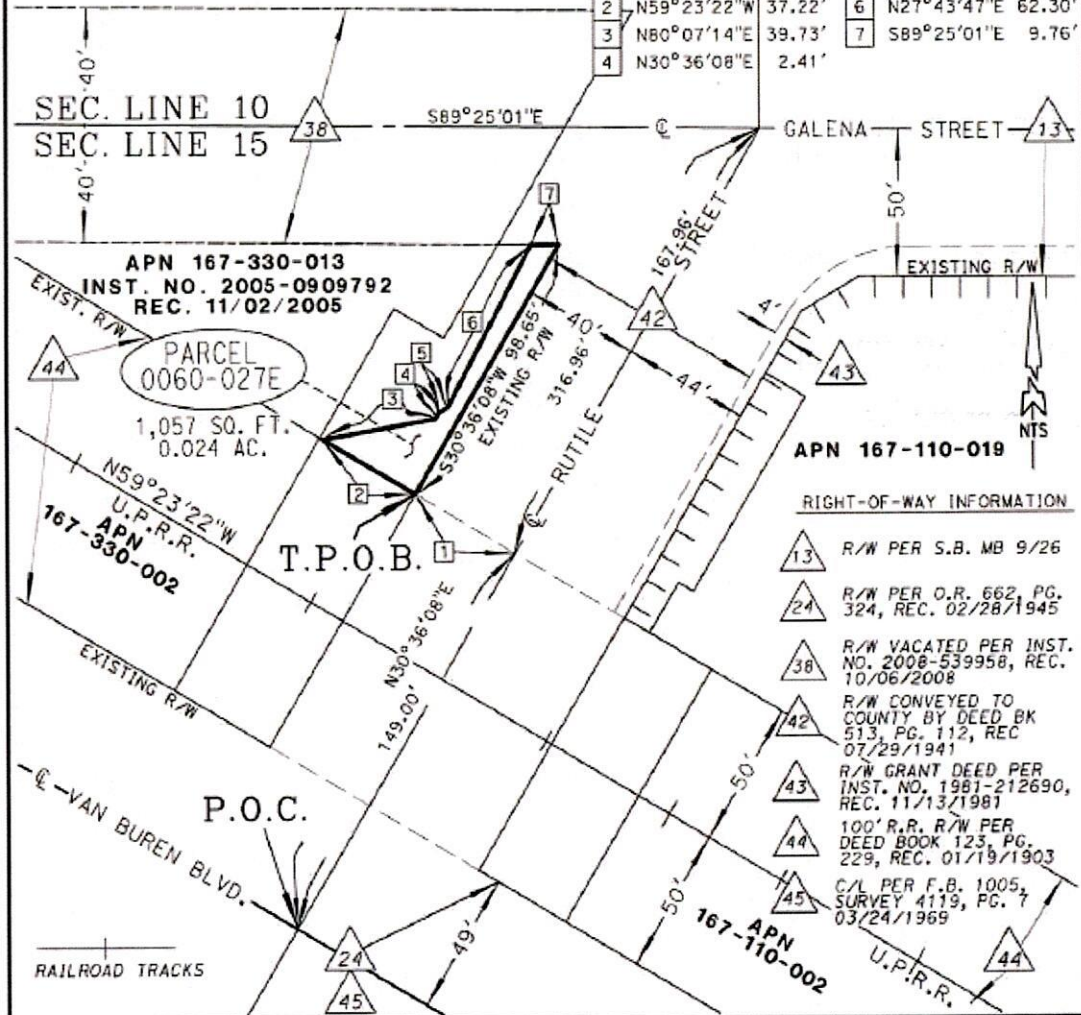 2 N59°23'22"W 37.22' 6 N27°43'47"E 62.30'
3 N80°07'14"E 39.73' 7 S89°25'01"E 9.76'
4 N30°36'08"E 2.41'
40'
SEC. LINE 10
SEC. LINE 15
38
S89°25'01"E
℄
GALENA STREET
13
40'
50'
7
APN 167-330-013
INST. NO. 2005-0909792
REC. 11/02/2005
EXISTING R/W
EXIST. R/W
167.96'
STREET
4'
44
PARCEL
0060-027E
1,057 SQ. FT.
0.024 AC.
6
5
4
3
40'
42
44'
43
S30°36'08"W 98.65'
EXISTING R/W
316.96'
RUTILE
℄
NTS
APN 167-110-019
N59°23'22"W
U.P.R.R.
APN
167-330-002
2
1
T.P.O.B.
RIGHT-OF-WAY INFORMATION
13 R/W PER S.B. MB 9/26
24 R/W PER O.R. 662, PG.
324, REC. 02/28/1945
38 R/W VACATED PER INST.
NO. 2008-539958, REC.
10/06/2008
42 R/W CONVEYED TO
COUNTY BY DEED BK
513, PG. 112, REC
07/29/1941
43 R/W GRANT DEED PER
INST. NO. 1981-212690,
REC. 11/13/1981
44 100' R.R. R/W PER
DEED BOOK 123, PG.
229, REC. 01/19/1903
45 C/L PER F.B. 1005,
SURVEY 4119, PG. 7
03/24/1969
EXISTING R/W
N30°36'08"E
149.00'
50'
℄ VAN BUREN BLVD.
P.O.C.
50'
49'
APN
167-110-002
U.P.R.R.
44
24
45
RAILROAD TRACKS